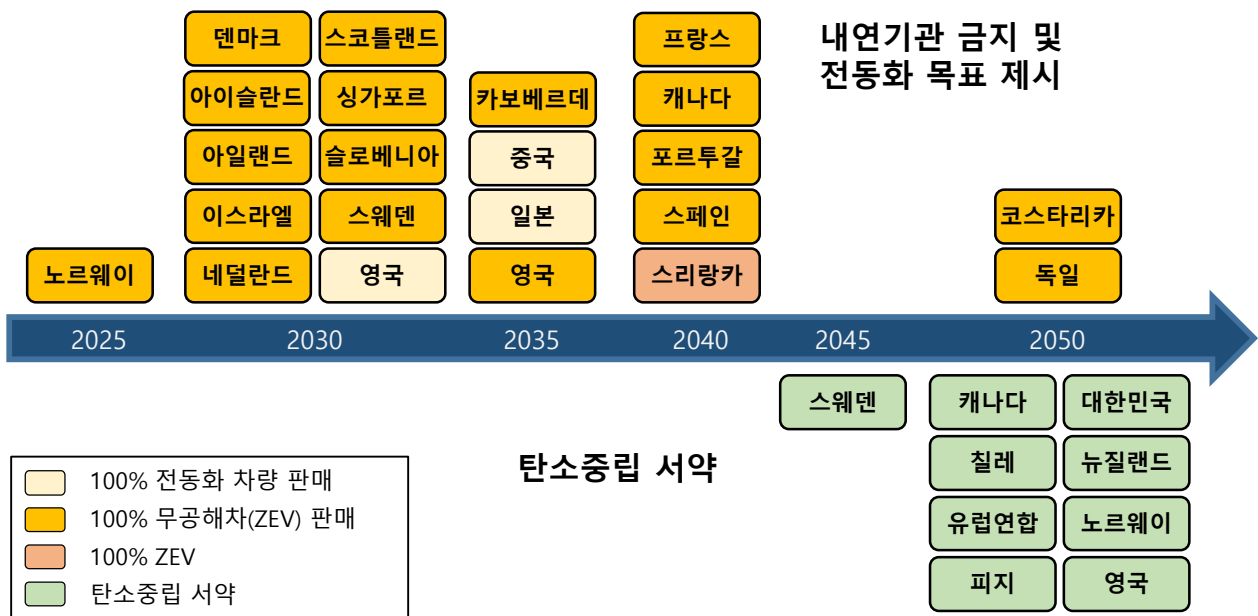 내연기관 금지 및
전동화 목표 제시
덴마크
스코틀랜드
프랑스
아이슬란드
싱가포르
카보베르데
캐나다
아일랜드
슬로베니아
중국
포르투갈
이스라엘
스웨덴
일본
스페인
코스타리카
노르웨이
네덜란드
영국
영국
스리랑카
독일
2025
2030
2035
2040
2045
2050
스웨덴
캐나다
대한민국
탄소중립 서약
칠레
뉴질랜드
유럽연합
노르웨이
피지
영국
100% 전동화 차량 판매
100% 무공해차(ZEV) 판매
100% ZEV
탄소중립 서약